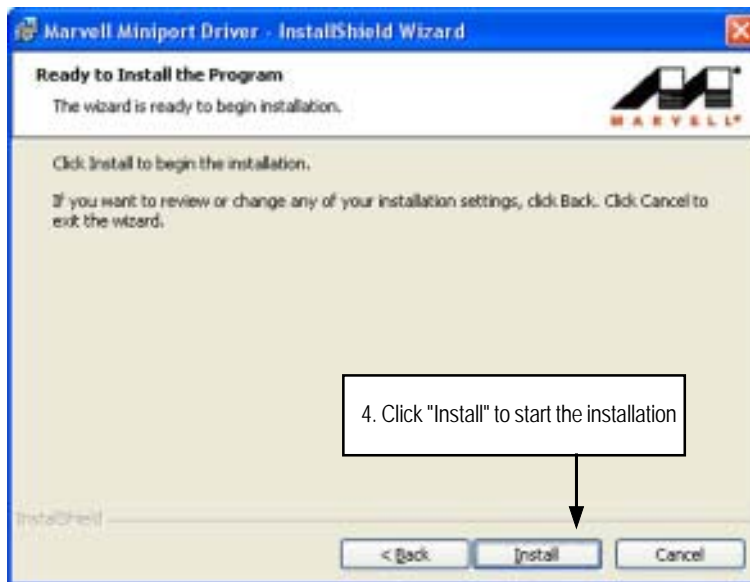 Marvell Miniport Driver - InstallShield Wizard
Ready to Install the Program
The wizard is ready to begin installation.
MARVELL®
Click Install to begin the installation.
If you want to review or change any of your installation settings, click Back. Click Cancel to
exit the wizard.
4. Click "Install" to start the installation
InstallShield
< Back
Install
Cancel